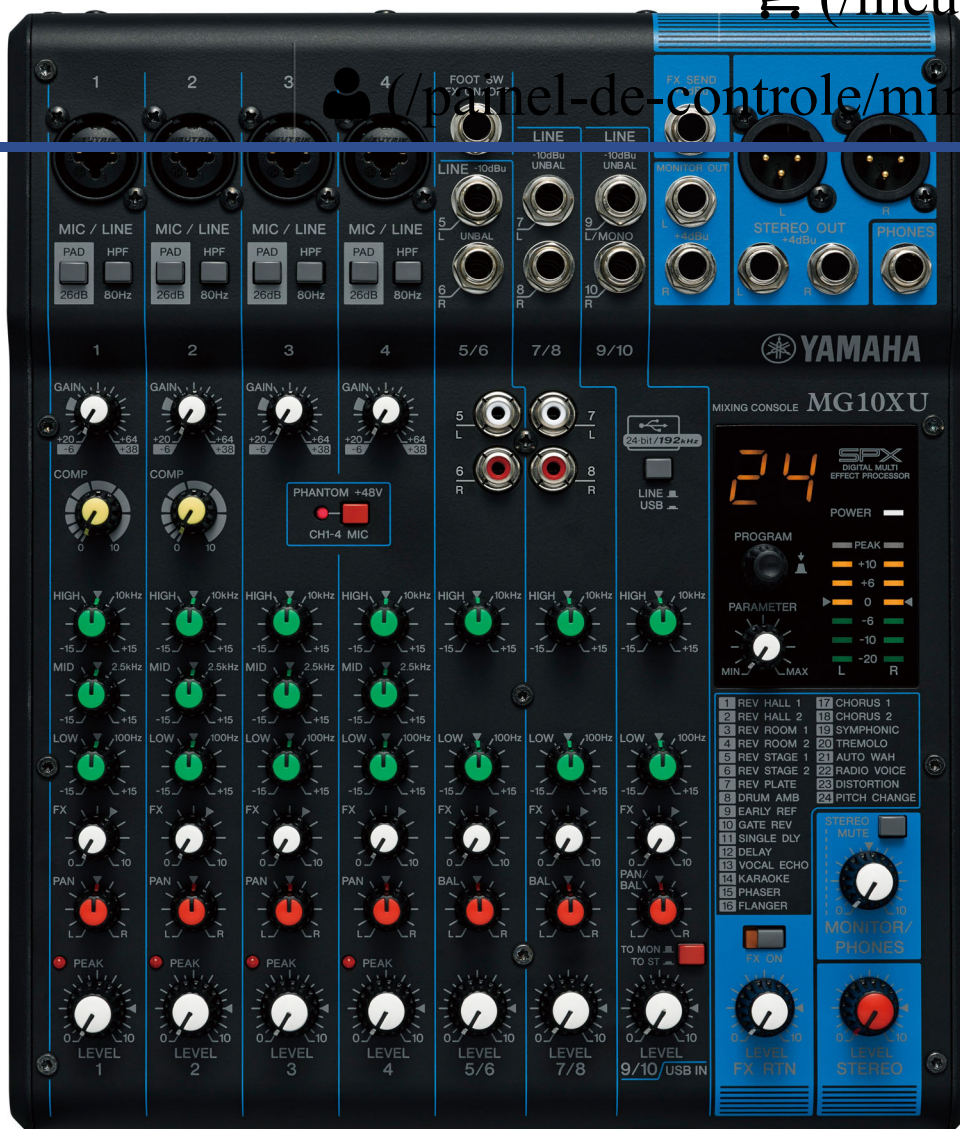 (/painel-de-controle/min
1
2
3
4
FOOT SW
FX ON/OFF
FX SEND
LINE -10dBu
LINE
-10dBu
UNBAL
LINE
-10dBu
UNBAL
MONITOR OUT
L
R
5
L
UNBAL
7
L
9
L/MONO
L
+4dBu
STEREO OUT
+4dBu
PHONES
MIC / LINE
MIC / LINE
MIC / LINE
MIC / LINE
PAD
HPF
PAD
HPF
PAD
HPF
PAD
HPF
26dB
80Hz
26dB
80Hz
26dB
80Hz
26dB
80Hz
6
R
8
R
10
R
R
L
R
1
2
3
4
5/6
7/8
9/10
YAMAHA
MIXING CONSOLE MG10XU
GAIN
GAIN
GAIN
GAIN
+20
-6
+64
+38
+20
-6
+64
+38
+20
-6
+64
+38
+20
-6
+64
+38
5
L
7
L
6
R
8
R
24-bit/192kHz
LINE
USB
COMP
COMP
0
10
0
10
PHANTOM +48V
CH1-4 MIC
24
SPX
DIGITAL MULTI
EFFECT PROCESSOR
POWER
PROGRAM
PEAK
+10
+6
0
-6
-10
-20
L
R
PARAMETER
MIN
MAX
HIGH
10kHz
HIGH
10kHz
HIGH
10kHz
HIGH
10kHz
HIGH
10kHz
HIGH
10kHz
HIGH
10kHz
-15
+15
-15
+15
-15
+15
-15
+15
-15
+15
-15
+15
-15
+15
MID
2.5kHz
MID
2.5kHz
MID
2.5kHz
MID
2.5kHz
-15
+15
-15
+15
-15
+15
-15
+15
LOW
100Hz
LOW
100Hz
LOW
100Hz
LOW
100Hz
LOW
100Hz
LOW
100Hz
LOW
100Hz
-15
+15
-15
+15
-15
+15
-15
+15
-15
+15
-15
+15
-15
+15
1 REV HALL 1
2 REV HALL 2
3 REV ROOM 1
4 REV ROOM 2
5 REV STAGE 1
6 REV STAGE 2
7 REV PLATE
8 DRUM AMB
9 EARLY REF
10 GATE REV
11 SINGLE DLY
12 DELAY
13 VOCAL ECHO
14 KARAOKE
15 PHASER
16 FLANGER
17 CHORUS 1
18 CHORUS 2
19 SYMPHONIC
20 TREMOLO
21 AUTO WAH
22 RADIO VOICE
23 DISTORTION
24 PITCH CHANGE
FX
FX
FX
FX
FX
FX
FX
0
10
0
10
0
10
0
10
0
10
0
10
0
10
PAN
PAN
PAN
PAN
BAL
BAL
PAN/
BAL
L
R
L
R
L
R
L
R
L
R
L
R
L
R
STEREO
MUTE
0
10
MONITOR/
PHONES
TO MON
TO ST
FX ON
PEAK
PEAK
PEAK
PEAK
0
10
0
10
0
10
0
10
0
10
0
10
0
10
0
10
0
10
LEVEL
1
LEVEL
2
LEVEL
3
LEVEL
4
LEVEL
5/6
LEVEL
7/8
LEVEL
9/10/USB IN
LEVEL
FX RTN
LEVEL
STEREO